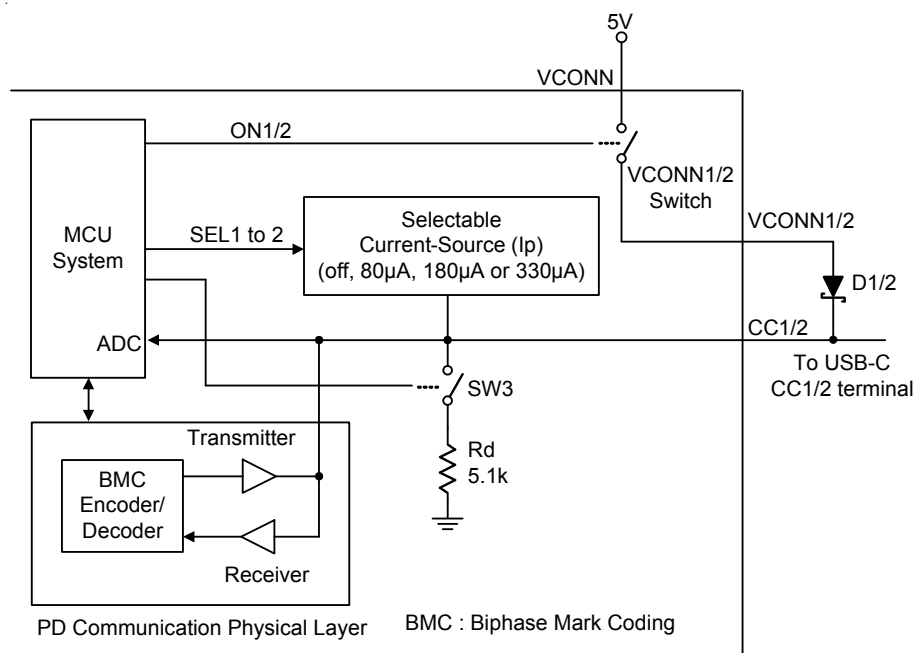 5V
VCONN
ON1/2
VCONN1/2
Switch
VCONN1/2
MCU
System
SEL1 to 2
Selectable
Current-Source (Ip)
(off, 80µA, 180µA or 330µA)
D1/2
ADC
CC1/2
To USB-C
CC1/2 terminal
SW3
Transmitter
BMC
Encoder/
Decoder
Rd
5.1k
Receiver
PD Communication Physical Layer
BMC : Biphase Mark Coding